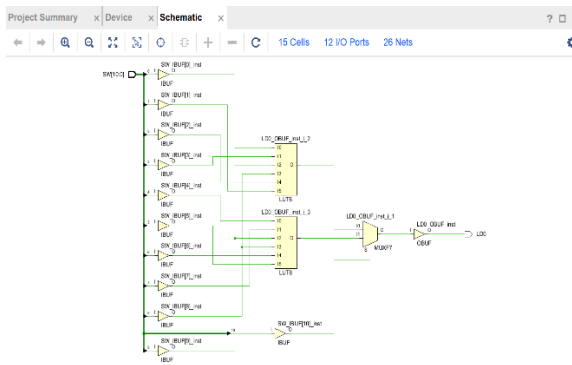 Project Summary × Device × Schematic × ? □
15 Cells 12 I/O Ports 26 Nets
SW[10:0]
SW_IBUF[0]_inst
I O
IBUF
SW_IBUF[1]_inst
I O
IBUF
SW_IBUF[2]_inst
I O
IBUF
SW_IBUF[3]_inst
I O
IBUF
SW_IBUF[4]_inst
I O
IBUF
SW_IBUF[5]_inst
I O
IBUF
SW_IBUF[6]_inst
I O
IBUF
SW_IBUF[7]_inst
I O
IBUF
SW_IBUF[8]_inst
I O
IBUF
SW_IBUF[9]_inst
I O
IBUF
LD0_OBUF_inst_i_2
I0
I1
I2 O
I3
I4
I5
LUT6
LD0_OBUF_inst_i_3
I0
I1
I2 O
I3
I4
I5
LUT6
SW_IBUF[10]_inst
10 I O
IBUF
LD0_OBUF_inst_i_1
I0
I1 O
S MUXF7
LD0_OBUF_inst
I O
OBUF
LD0